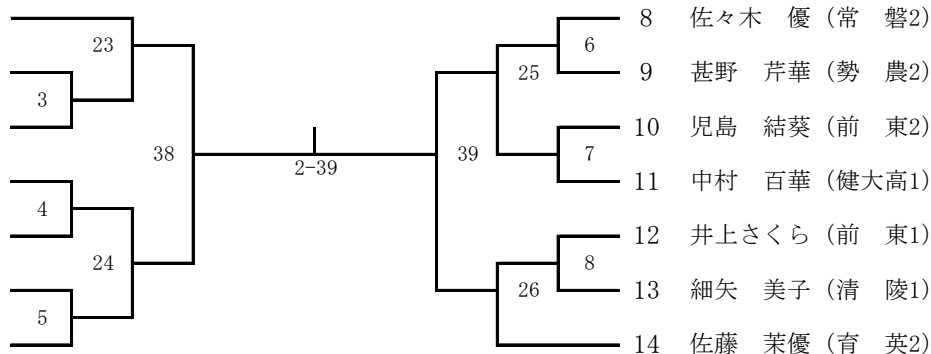 8 佐々木 優 (常 磐2)
23
6
25
9 甚野 芹華 (勢 農2)
3
10 児島 結葵 (前 東2)
38
39
7
2-39
11 中村 百華 (健大高1)
4
12 井上さくら (前 東1)
24
8
26
13 細矢 美子 (清 陵1)
5
14 佐藤 茉優 (育 英2)